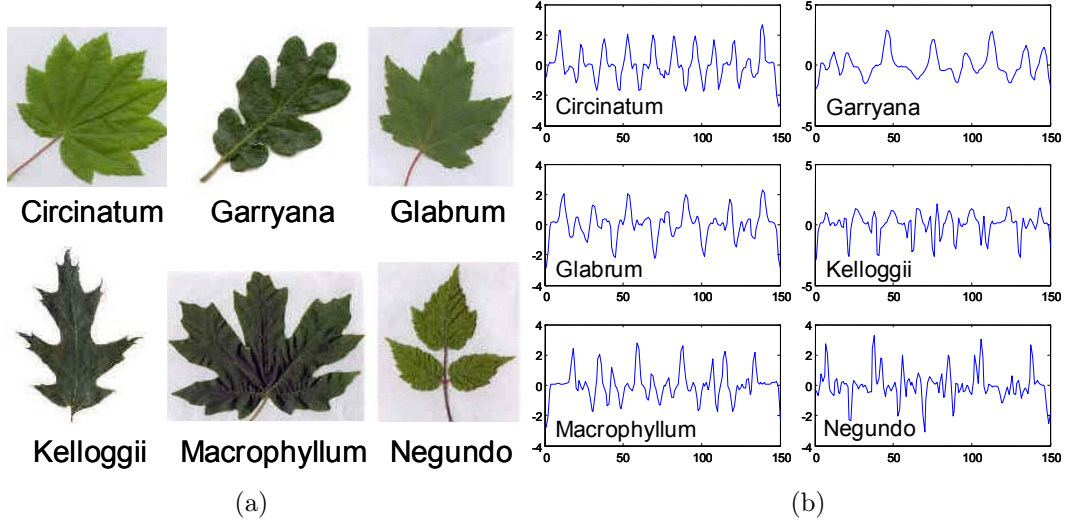 Circinatum Garryana Glabrum
Kelloggii Macrophyllum Negundo
(a)
4
2
0
-2
-4
0 50 100 150
Circinatum
5
0
-5
0 50 100 150
Garryana
4
2
0
-2
-4
0 50 100 150
Glabrum
5
0
-5
0 50 100 150
Kelloggii
4
2
0
-2
-4
0 50 100 150
Macrophyllum
4
2
0
-2
-4
0 50 100 150
Negundo
(b)